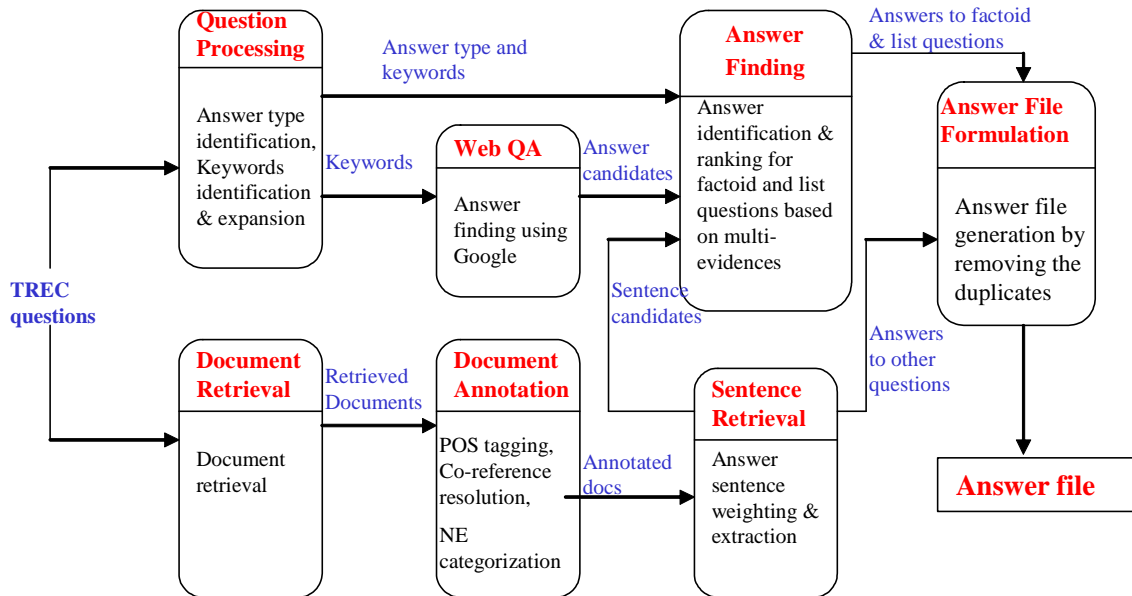 Question
Processing
Answer type
identification,
Keywords
identification
& expansion
Answer type and
keywords
Keywords
Web QA
Answer
finding using
Google
Answer
candidates
Answer
Finding
Answer
identification &
ranking for
factoid and list
questions based
on multi-
evidences
Answers to factoid
& list questions
Answer File
Formulation
Answer file
generation by
removing the
duplicates
TREC
questions
Document
Retrieval
Document
retrieval
Retrieved
Documents
Document
Annotation
POS tagging,
Co-reference
resolution,
NE
categorization
Annotated
docs
Sentence
candidates
Sentence
Retrieval
Answer
sentence
weighting &
extraction
Answers
to other
questions
Answer file